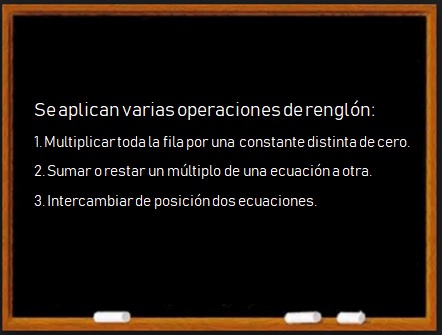 Se aplican varias operaciones de renglón:
1. Multiplicar toda la fila por una constante distinta de cero.
2. Sumar o restar un múltiplo de una ecuación a otra.
3. Intercambiar de posición dos ecuaciones.